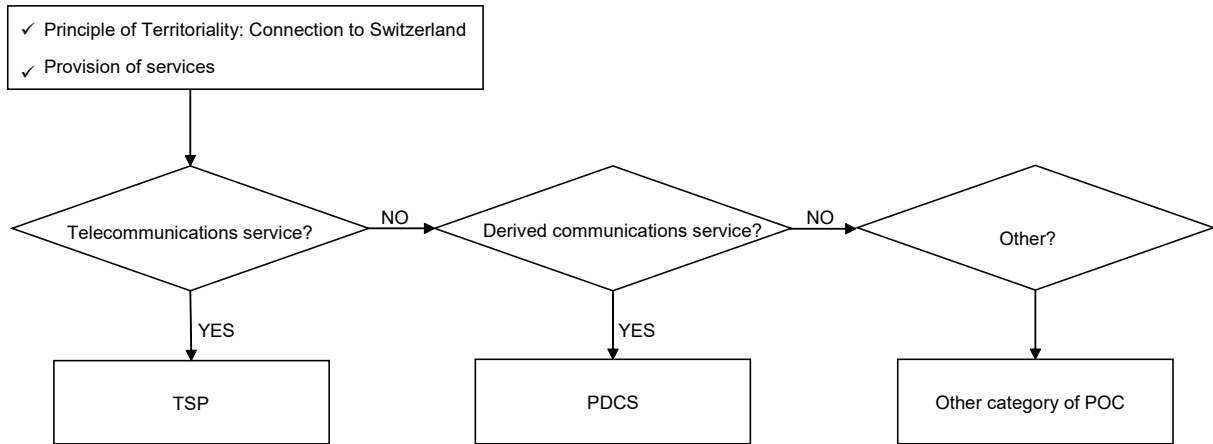 ✓ Principle of Territoriality: Connection to Switzerland
✓ Provision of services
Telecommunications service?
NO
Derived communications service?
NO
Other?
YES
YES
TSP
PDCS
Other category of POC